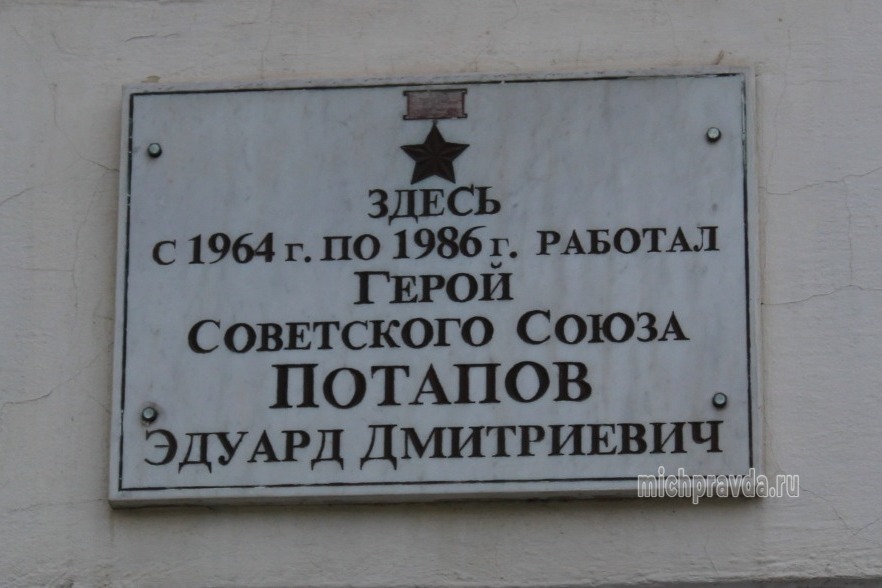 ЗДЕСЬ
С 1964 г. ПО 1986 г. РАБОТАЛ
ГЕРОЙ
СОВЕТСКОГО СОЮЗА
ПОТАПОВ
ЭДУАРД ДМИТРИЕВИЧ
michpravda.ru